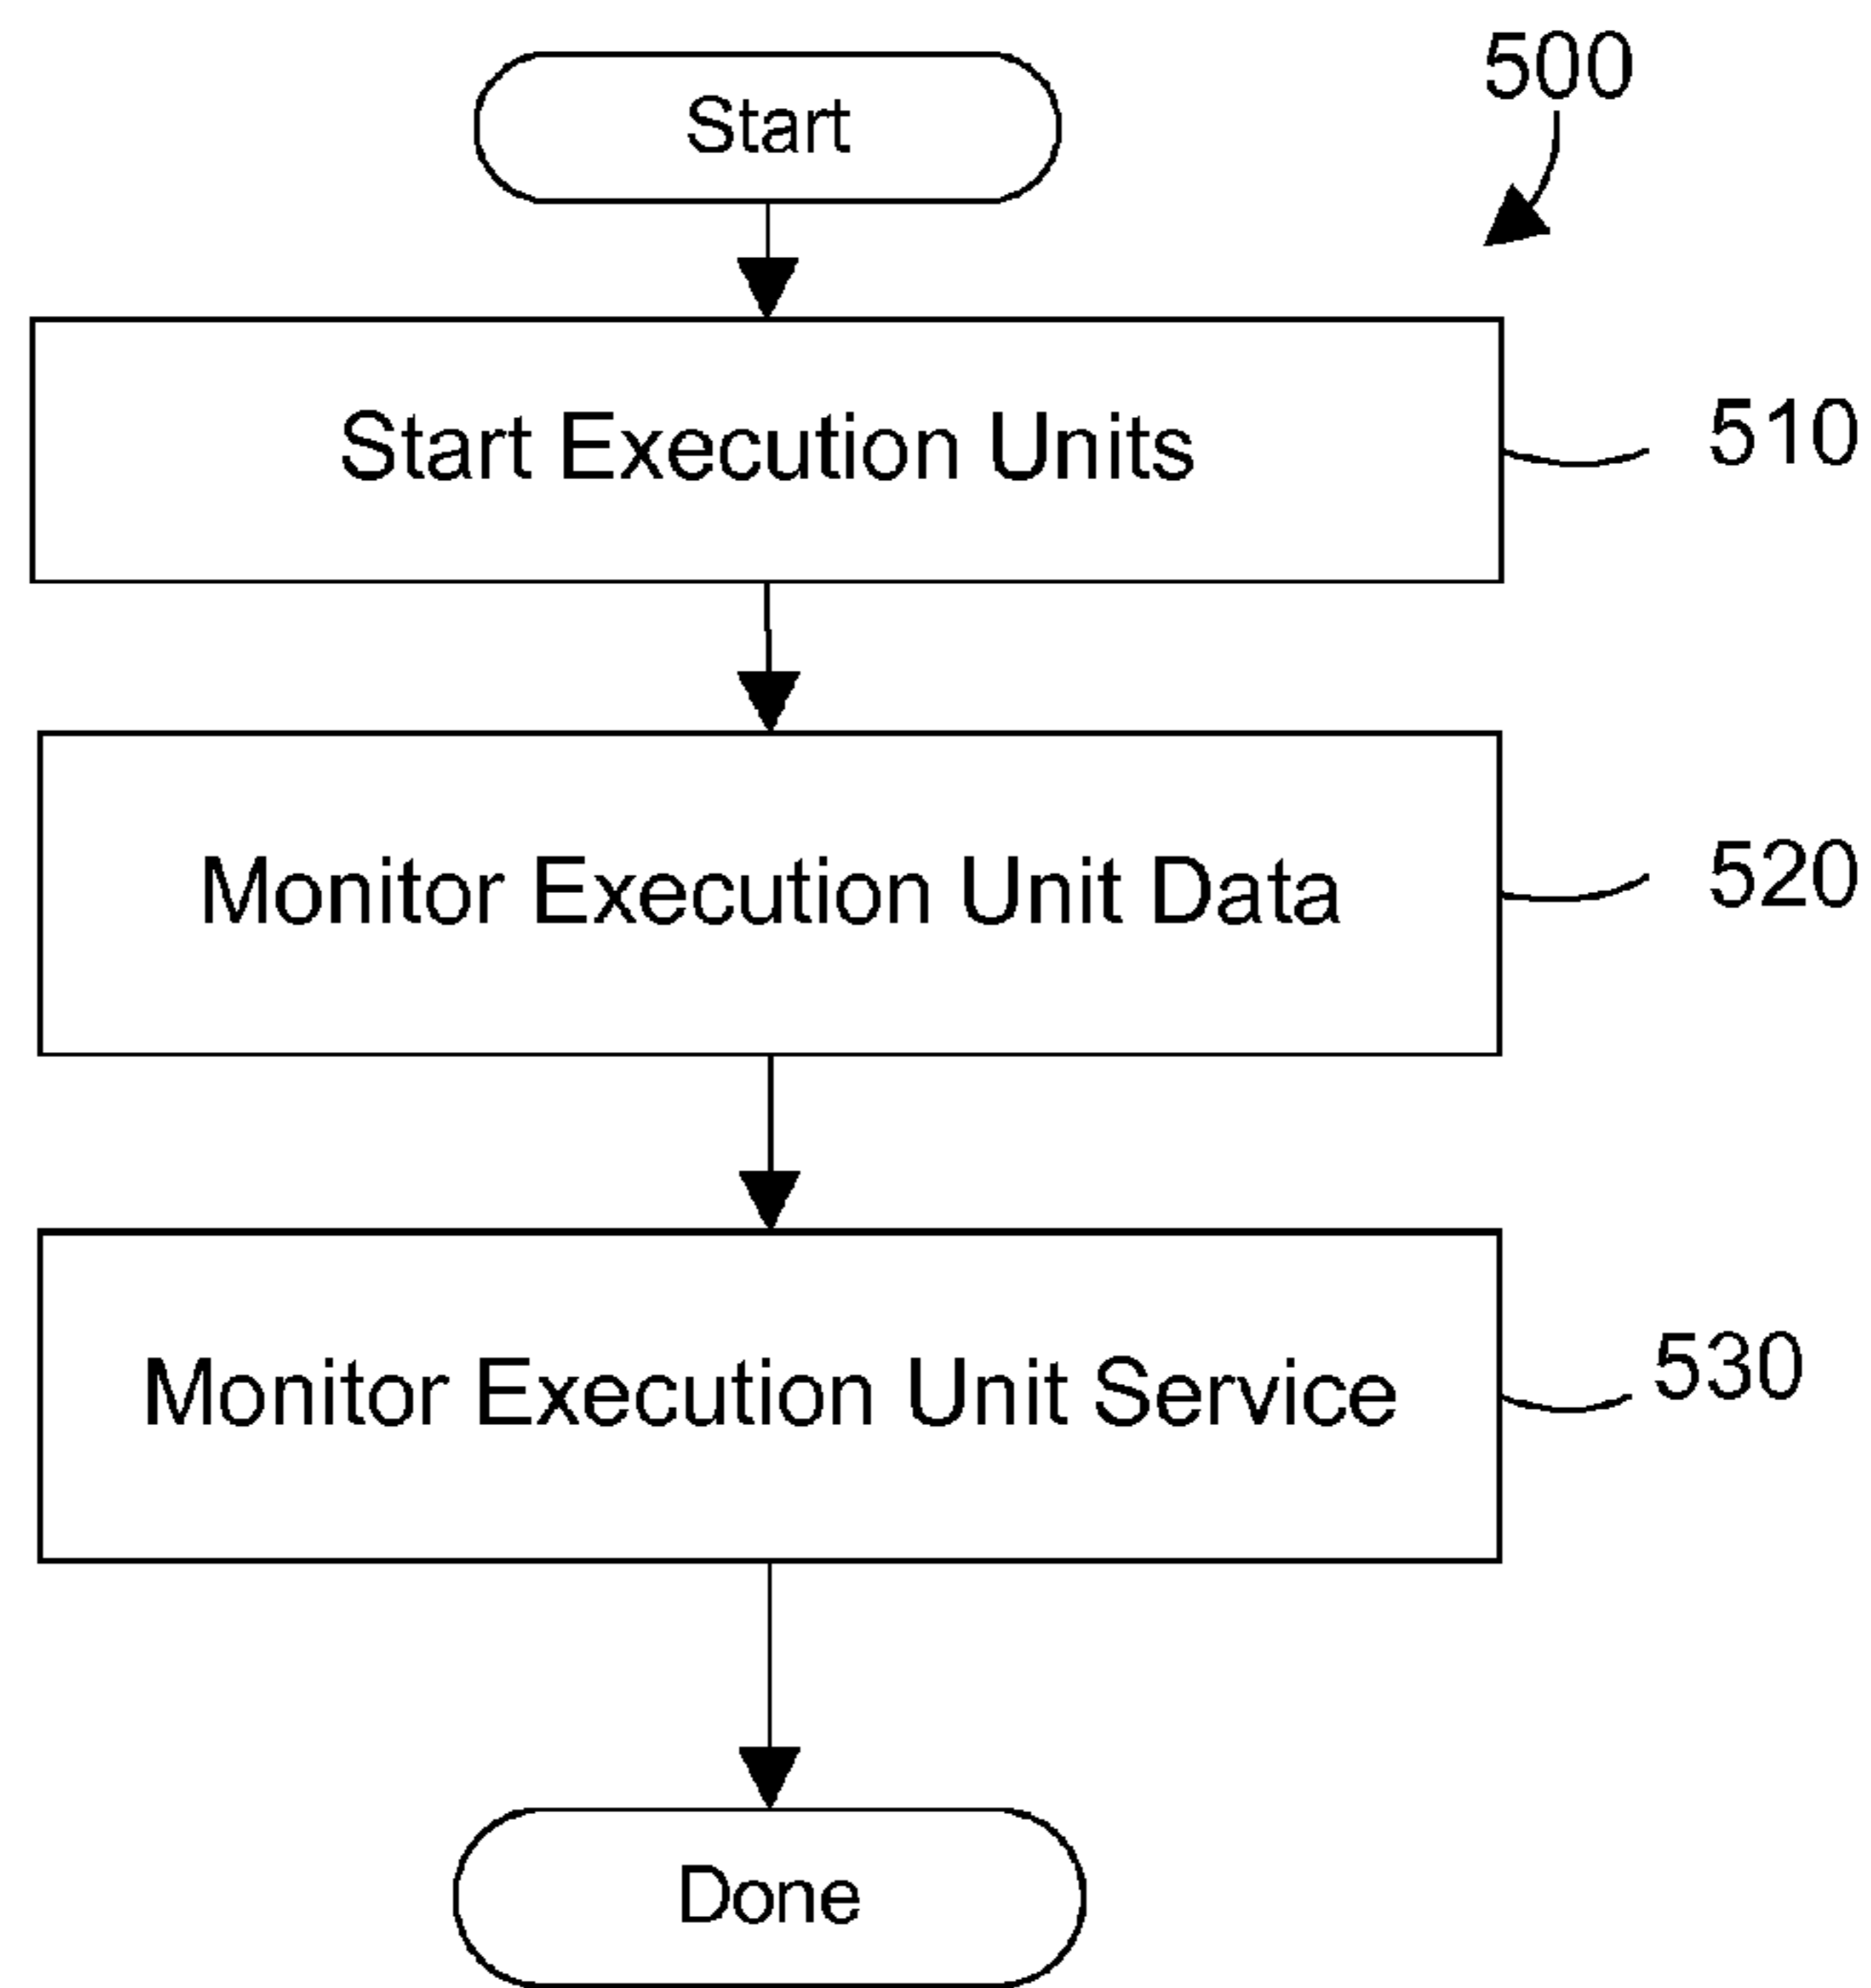 Start
500
Start Execution Units
510
Monitor Execution Unit Data
520
Monitor Execution Unit Service
530
Done